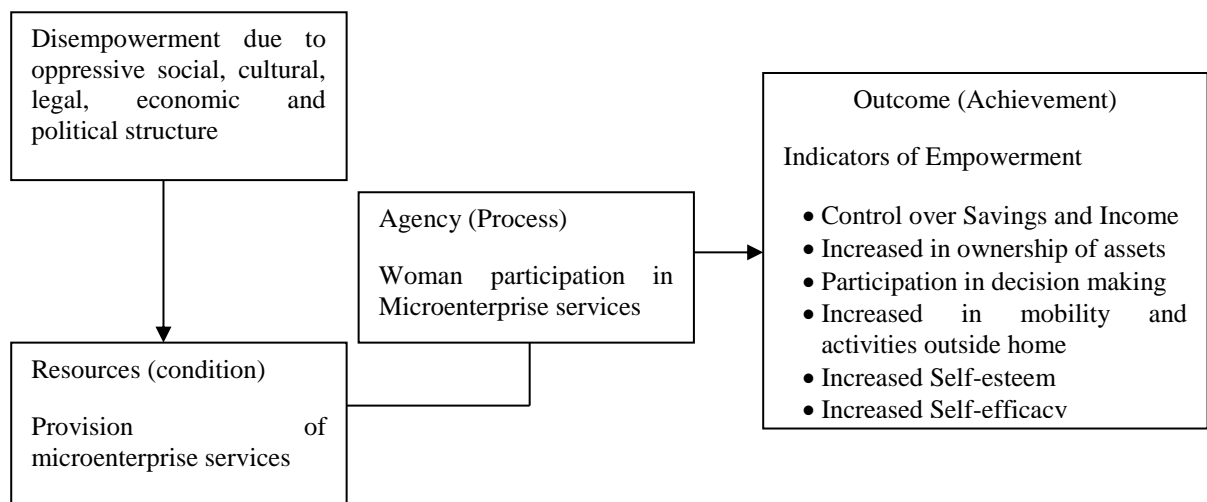 Disempowerment due to
oppressive social, cultural,
legal, economic and
political structure
Resources (condition)
Provision of
microenterprise services
Agency (Process)
Woman participation in
Microenterprise services
Outcome (Achievement)
Indicators of Empowerment
• Control over Savings and Income
• Increased in ownership of assets
• Participation in decision making
• Increased in mobility and
activities outside home
• Increased Self-esteem
• Increased Self-efficacy